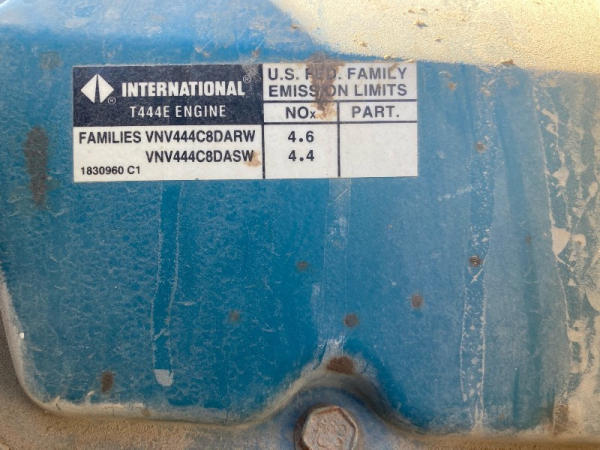 INTERNATIONAL®
T444E ENGINE
U.S. FED. FAMILY
EMISSION LIMITS
NOx PART.
FAMILIES VNV444C8DARW 4.6
VNV444C8DASW 4.4
1830960 C1